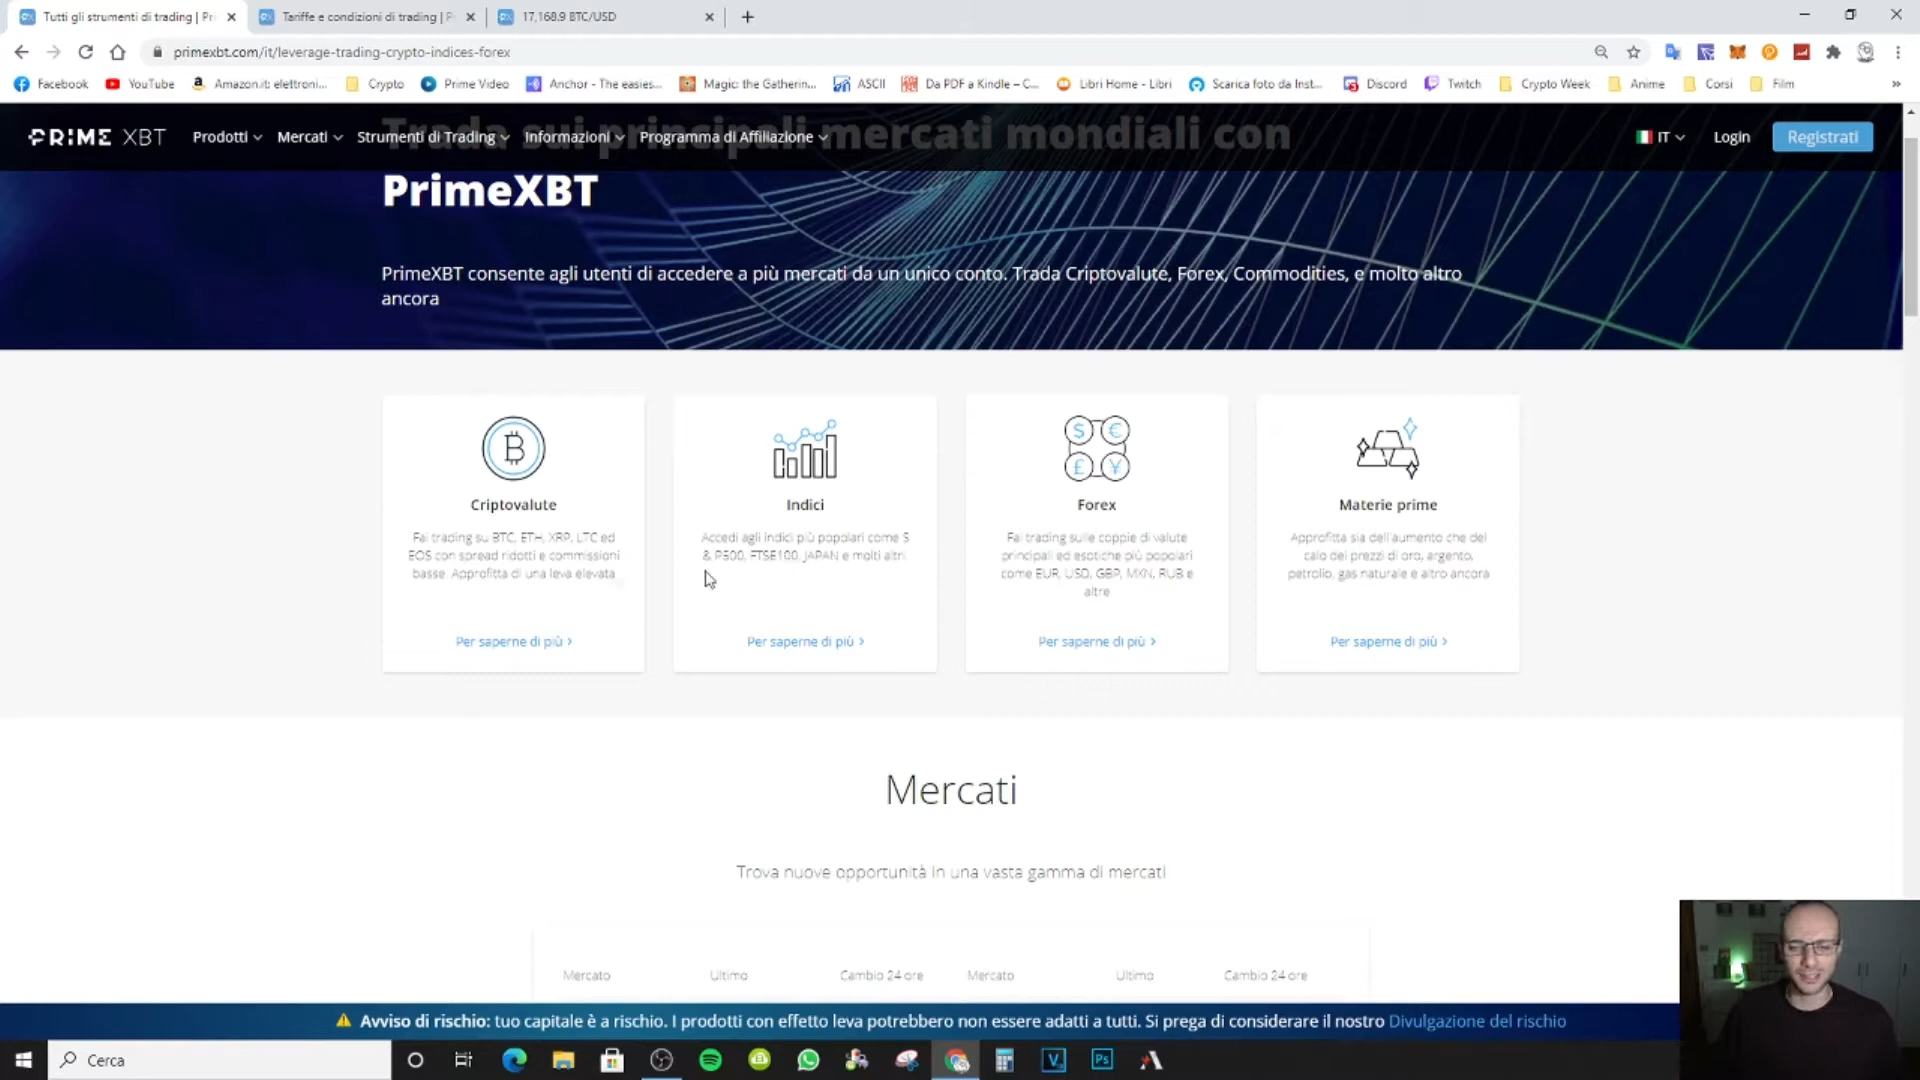 Tutti gli strumenti di trading | Pr
Tariffe e condizioni di trading | P
17,168.9 BTC/USD
primexbt.com/it/leverage-trading-crypto-indices-forex
Facebook
YouTube
Amazon.it: elettroni...
Crypto
Prime Video
Anchor - The easies...
Magic: the Gatherin...
ASCII
Da PDF a Kindle – C...
Libri Home - Libri
Scarica foto da Inst...
Discord
Twitch
Crypto Week
Anime
Corsi
Film
»
PRIME XBT
Prodotti
Mercati
Strumenti di Trading
Informazioni
Programma di Affiliazione
IT
Login
Registrati
Trada sui principali mercati mondiali con
PrimeXBT
PrimeXBT consente agli utenti di accedere a più mercati da un unico conto. Trada Criptovalute, Forex, Commodities, e molto altro
ancora
Criptovalute
Fai trading su BTC, ETH, XRP, LTC ed
EOS con spread ridotti e commissioni
basse. Approfitta di una leva elevata
Per saperne di più >
Indici
Accedi agli indici più popolari come S
& P500, FTSE100, JAPAN e molti altri
Per saperne di più >
Forex
Fai trading sulle coppie di valute
principali ed esotiche più popolari
come EUR, USD, GBP, MXN, RUB e
altre
Per saperne di più >
Materie prime
Approfitta sia dell'aumento che del
calo dei prezzi di oro, argento,
petrolio, gas naturale e altro ancora
Per saperne di più >
Mercati
Trova nuove opportunità in una vasta gamma di mercati
Mercato Ultimo Cambio 24 ore Mercato Ultimo Cambio 24 ore
Avviso di rischio: tuo capitale è a rischio. I prodotti con effetto leva potrebbero non essere adatti a tutti. Si prega di considerare il nostro Divulgazione del rischio
Cerca